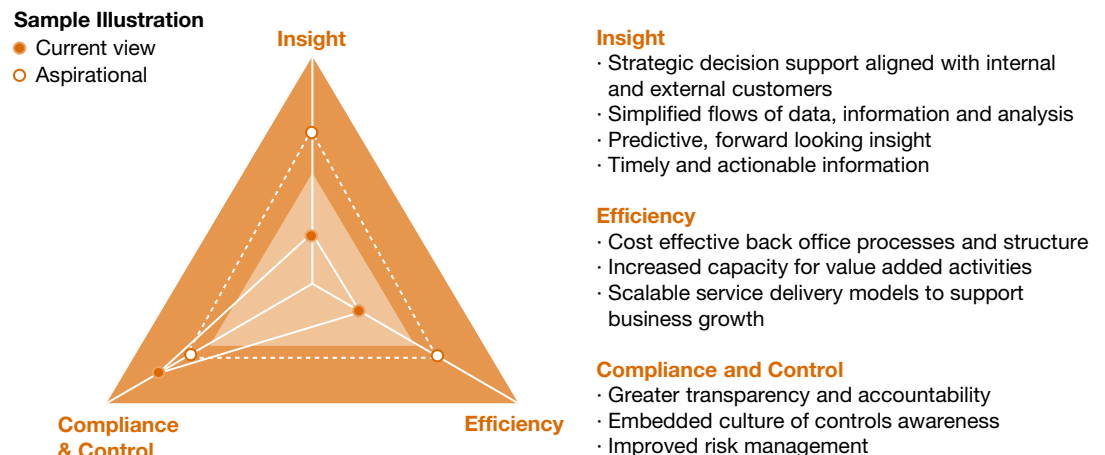 Sample Illustration
Current view
Aspirational
Insight
Compliance
& Control
Efficiency
Insight
· Strategic decision support aligned with internal
and external customers
· Simplified flows of data, information and analysis
· Predictive, forward looking insight
· Timely and actionable information
Efficiency
· Cost effective back office processes and structure
· Increased capacity for value added activities
· Scalable service delivery models to support
business growth
Compliance and Control
· Greater transparency and accountability
· Embedded culture of controls awareness
· Improved risk management